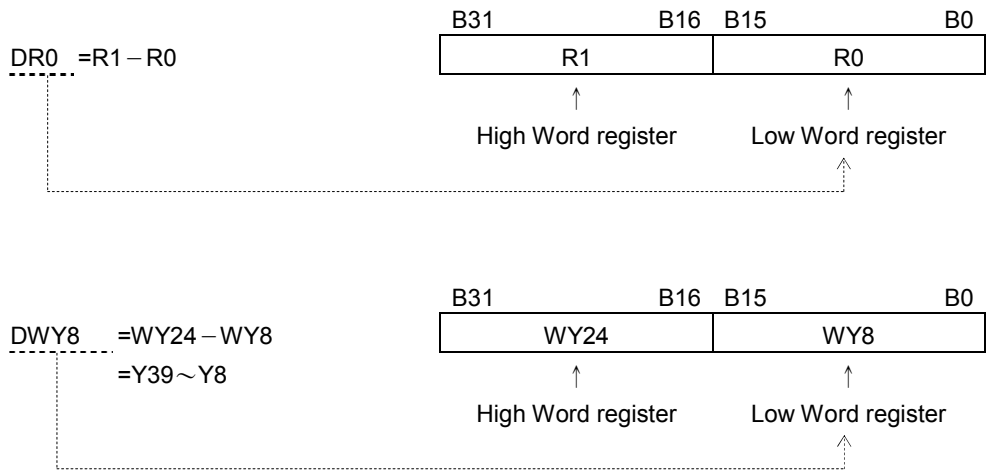 B31 B16 B15 B0
DR0 =R1－R0 R1 R0
↑ ↑
High Word register Low Word register
B31 B16 B15 B0
DWY8 =WY24－WY8 WY24 WY8
=Y39～Y8 ↑ ↑
High Word register Low Word register